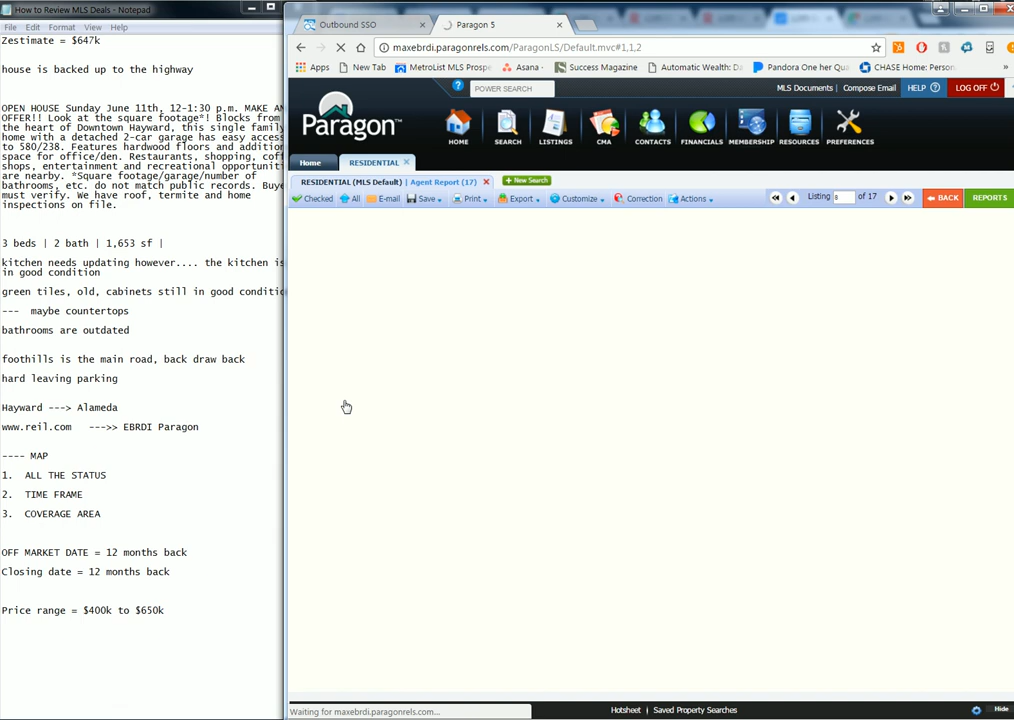 How to Review MLS Deals - Notepad
File Edit Format View Help
Zestimate = $647k
house is backed up to the highway
OPEN HOUSE Sunday June 11th, 12-1:30 p.m. MAKE AN
OFFER!! Look at the square footage*! Blocks from
the heart of Downtown Hayward, this single family
home with a detached 2-car garage has easy access
to 580/238. Features hardwood floors and addition
space for office/den. Restaurants, shopping, coff
shops, entertainment and recreational opportuniti
are nearby. *Square footage/garage/number of
bathrooms, etc. do not match public records. Buye
must verify. We have roof, termite and home
inspections on file.
3 beds | 2 bath | 1,653 sf |
kitchen needs updating however.... the kitchen is
in good condition
green tiles, old, cabinets still in good conditio
--- maybe countertops
bathrooms are outdated
foothills is the main road, back draw back
hard leaving parking
Hayward ---> Alameda
www.reil.com --->> EBRDI Paragon
---- MAP
1. ALL THE STATUS
2. TIME FRAME
3. COVERAGE AREA
OFF MARKET DATE = 12 months back
Closing date = 12 months back
Price range = $400k to $650k
Outbound SSO
Paragon 5
maxebrdi.paragonrels.com/ParagonLS/Default.mvc#1,1,2
Apps New Tab MetroList MLS Prospe Asana - Success Magazine Automatic Wealth: Da Pandora One her Qua CHASE Home: Person
POWER SEARCH
MLS Documents Compose Email HELP LOG OFF
Paragon™
HOME SEARCH LISTINGS CMA CONTACTS FINANCIALS MEMBERSHIP RESOURCES PREFERENCES
Home RESIDENTIAL
RESIDENTIAL (MLS Default) | Agent Report (17) New Search
Checked All E-mail Save Print Export Customize Correction Actions Listing 8 of 17 BACK REPORTS
Waiting for maxebrdi.paragonrels.com...
Hotsheet Saved Property Searches Hide